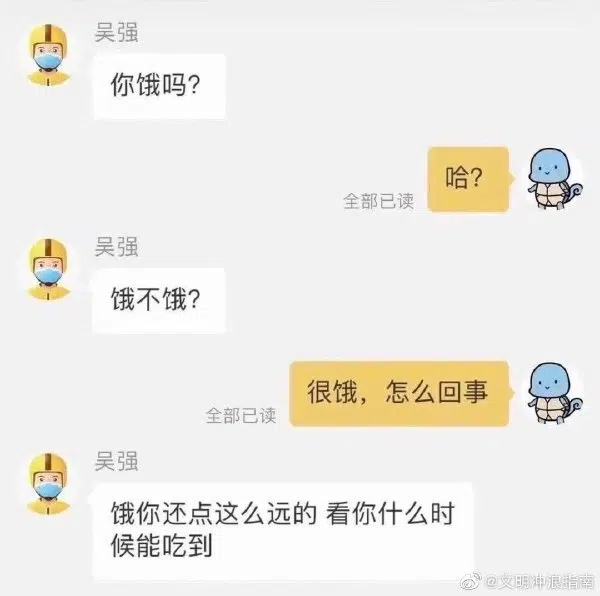 吴强
你饿吗?
哈?
全部已读
吴强
饿不饿?
很饿，怎么回事
全部已读
吴强
饿你还点这么远的 看你什么时
候能吃到
@文明冲浪指南